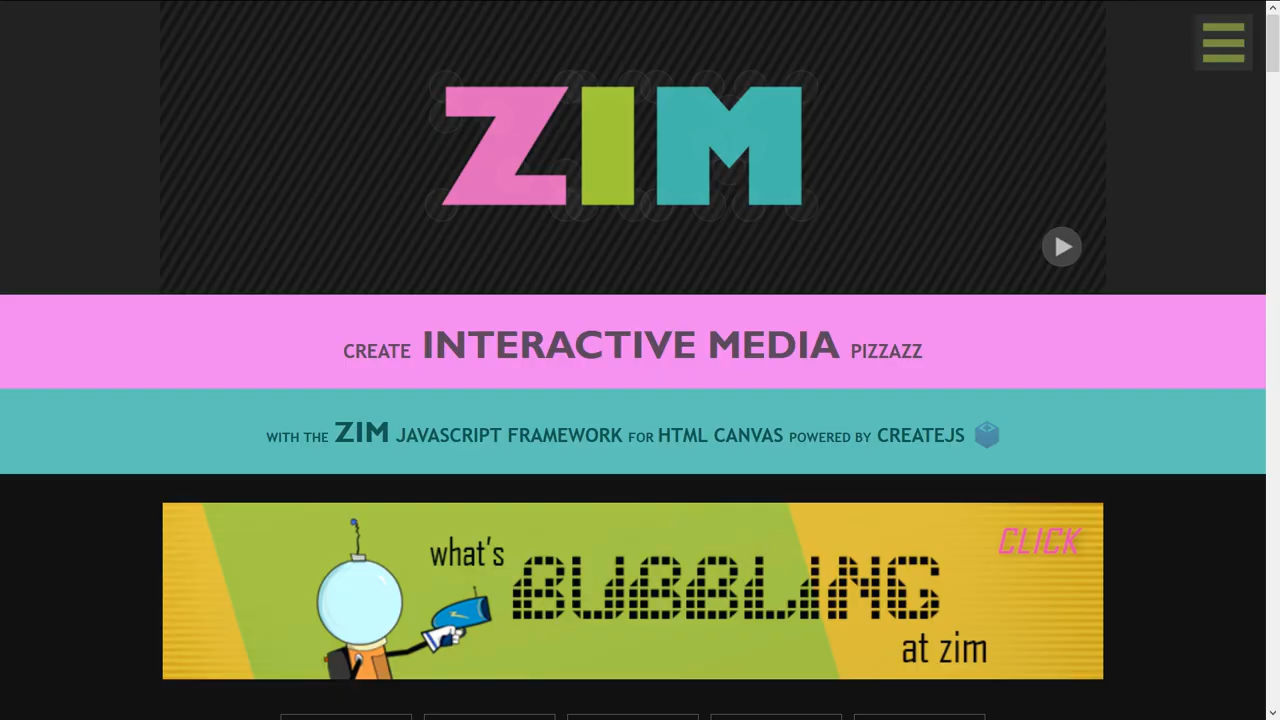 ZIM
CREATE INTERACTIVE MEDIA PIZZAZZ
WITH THE ZIM JAVASCRIPT FRAMEWORK FOR HTML CANVAS POWERED BY CREATEJS
CLICK
what's BUBBLING
at zim